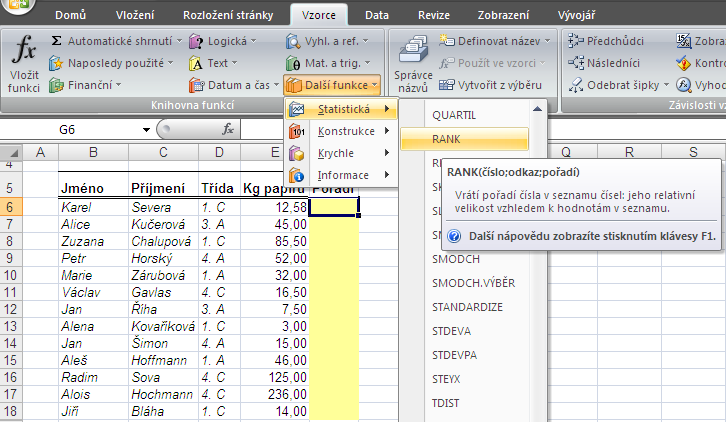 Domů Vložení Rozložení stránky Vzorce Data Revize Zobrazení Vývojář
fx Vložit funkci
Σ Automatické shrnutí
Naposledy použité
Finanční
Logická
Text
Datum a čas
Vyhl. a ref.
Mat. a trig.
Další funkce
Knihovna funkcí
Správce názvů
Definovat název
Použít ve vzorci
Vytvořit z výběru
Předchůdci
Následníci
Odebrat šipky
Závislosti v
Zobra
Kontro
Vyhod
G6 fx
Statistická
Konstrukce
Krychle
Informace
QUARTIL
RANK
RANK(číslo;odkaz;pořadí)
Vrátí pořadí čísla v seznamu čísel: jeho relativní
velikost vzhledem k hodnotám v seznamu.
Další nápovědu zobrazíte stisknutím klávesy F1.
SMODCH
SMODCH.VÝBĚR
STANDARDIZE
STDEVA
STDEVPA
STEYX
TDIST
A B C D E Q R S
4
5 Jméno Příjmení Třída Kg papíru Pořadí
6 Karel Severa 1. C 12,58
7 Alice Kučerová 3. A 45,00
8 Zuzana Chalupová 1. C 85,50
9 Petr Horský 4. A 52,00
10 Marie Zárubová 1. A 32,00
11 Václav Gavlas 4. C 16,50
12 Jan Říha 3. A 7,50
13 Alena Kovaříková 1. C 3,00
14 Jan Šimon 4. A 15,00
15 Aleš Hoffmann 1. A 46,00
16 Radim Sova 4. C 125,00
17 Alois Hochmann 4. C 236,00
18 Jiří Bláha 1. C 14,00